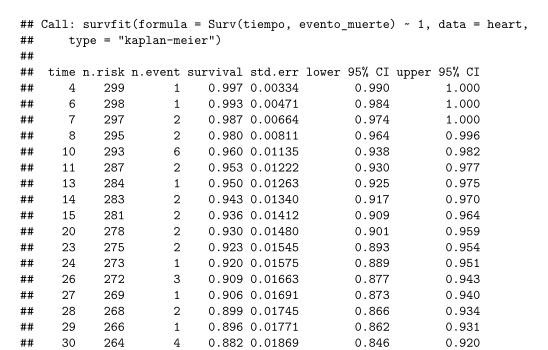 ## Call: survfit(formula = Surv(tiempo, evento_muerte) ~ 1, data = heart,
##     type = "kaplan-meier")
##
##  time n.risk n.event survival std.err lower 95% CI upper 95% CI
##     4    299       1    0.997 0.00334        0.990        1.000
##     6    298       1    0.993 0.00471        0.984        1.000
##     7    297       2    0.987 0.00664        0.974        1.000
##     8    295       2    0.980 0.00811        0.964        0.996
##    10    293       6    0.960 0.01135        0.938        0.982
##    11    287       2    0.953 0.01222        0.930        0.977
##    13    284       1    0.950 0.01263        0.925        0.975
##    14    283       2    0.943 0.01340        0.917        0.970
##    15    281       2    0.936 0.01412        0.909        0.964
##    20    278       2    0.930 0.01480        0.901        0.959
##    23    275       2    0.923 0.01545        0.893        0.954
##    24    273       1    0.920 0.01575        0.889        0.951
##    26    272       3    0.909 0.01663        0.877        0.943
##    27    269       1    0.906 0.01691        0.873        0.940
##    28    268       2    0.899 0.01745        0.866        0.934
##    29    266       1    0.896 0.01771        0.862        0.931
##    30    264       4    0.882 0.01869        0.846        0.920